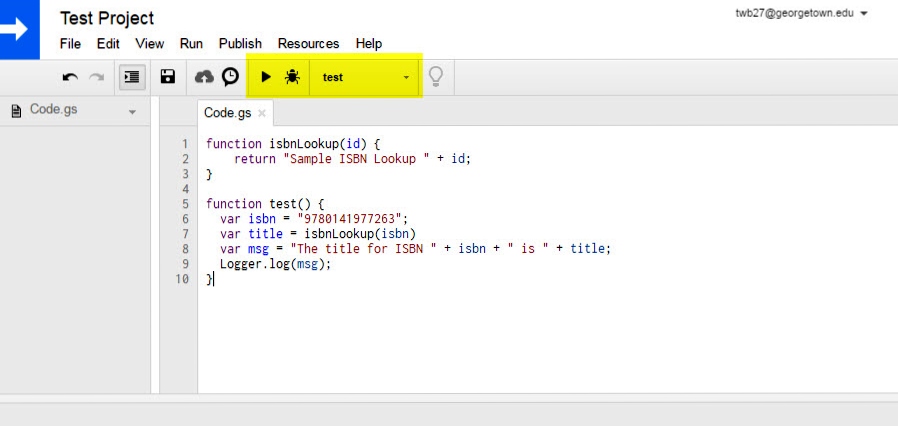 Test Project
twb27@georgetown.edu
File Edit View Run Publish Resources Help
test
Code.gs
Code.gs ×
1 function isbnLookup(id) {
2     return "Sample ISBN Lookup " + id;
3 }
4
5 function test() {
6   var isbn = "9780141977263";
7   var title = isbnLookup(isbn)
8   var msg = "The title for ISBN " + isbn + " is " + title;
9   Logger.log(msg);
10 }